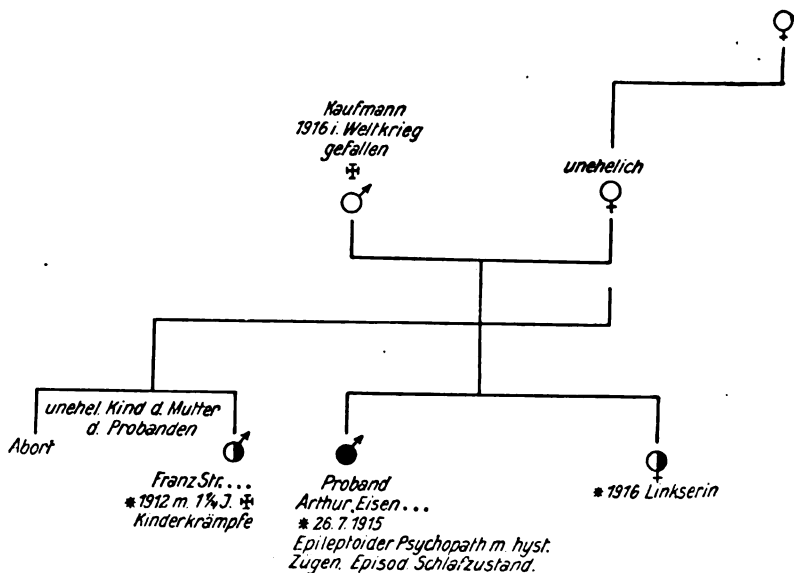 Kaufmann
1916 i. Weltkrieg
gefallen
unehelich
unehel. Kind d. Mutter
d. Probanden
Abort
Franz Str....
* 1912 m. 1¼ J. ✠
Kinderkrämpfe
Proband
Arthur, Eisen...
* 26.7.1915
Epileptoider Psychopath m. hyst.
Zügen. Episod. Schlafzustand.
* 1916 Linkserin